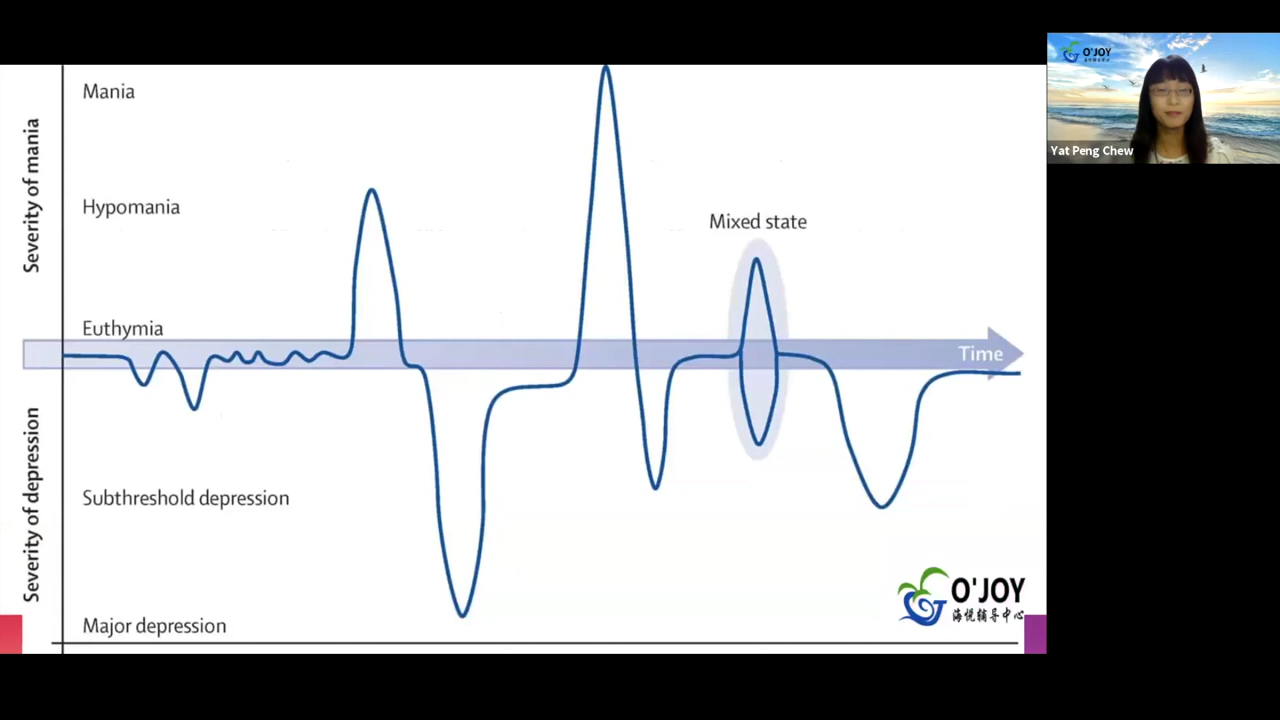 Severity of mania
Mania
Hypomania
Mixed state
Euthymia
Time
Severity of depression
Subthreshold depression
Major depression
O'JOY
海悦辅导中心
O'JOY
Yat Peng Chew